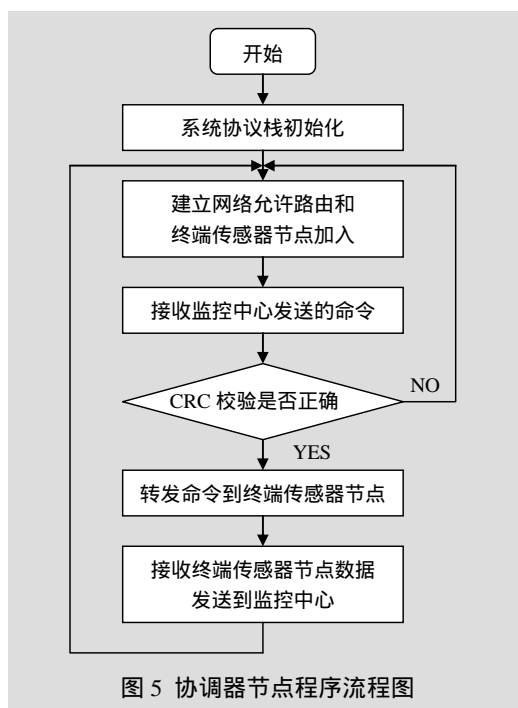 开始
系统协议栈初始化
建立网络允许路由和
终端传感器节点加入
接收监控中心发送的命令
CRC 校验是否正确
NO
YES
转发命令到终端传感器节点
接收终端传感器节点数据
发送到监控中心
图 5 协调器节点程序流程图